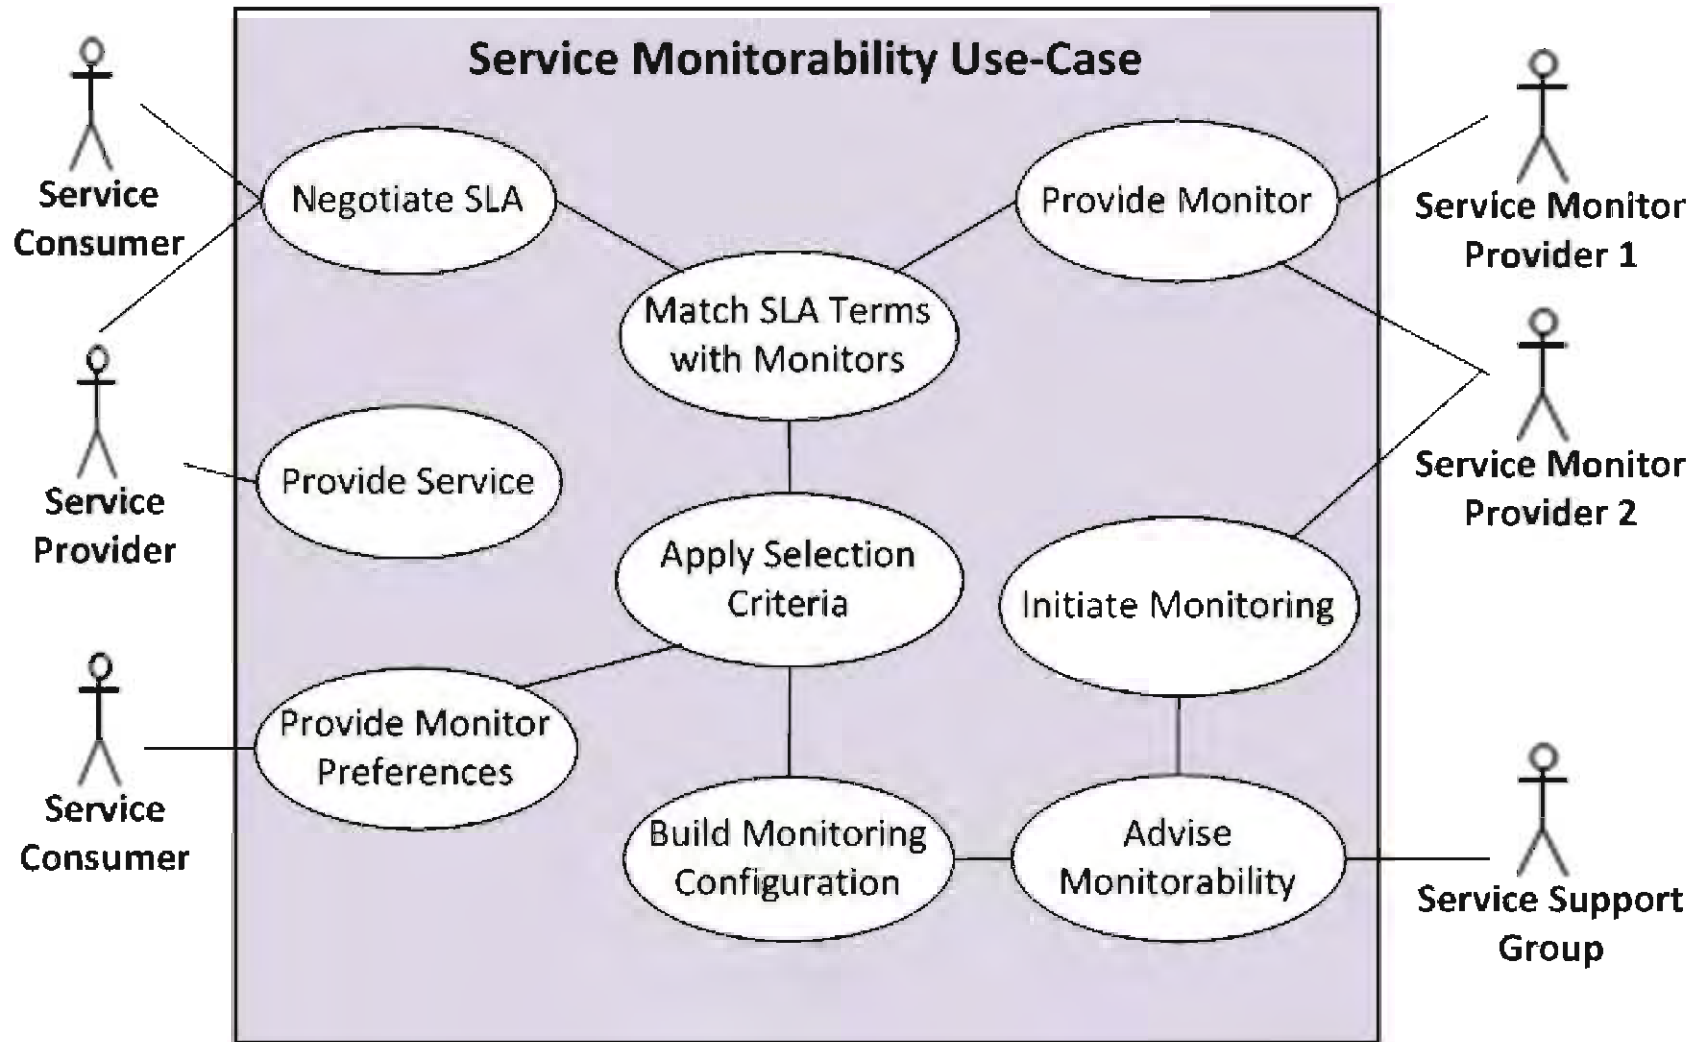 Service Monitorability Use-Case
Service
Consumer
Negotiate SLA
Provide Monitor
Service Monitor
Provider 1
Match SLA Terms
with Monitors
Service
Provider
Provide Service
Service Monitor
Provider 2
Apply Selection
Criteria
Initiate Monitoring
Service
Consumer
Provide Monitor
Preferences
Build Monitoring
Configuration
Advise
Monitorability
Service Support
Group